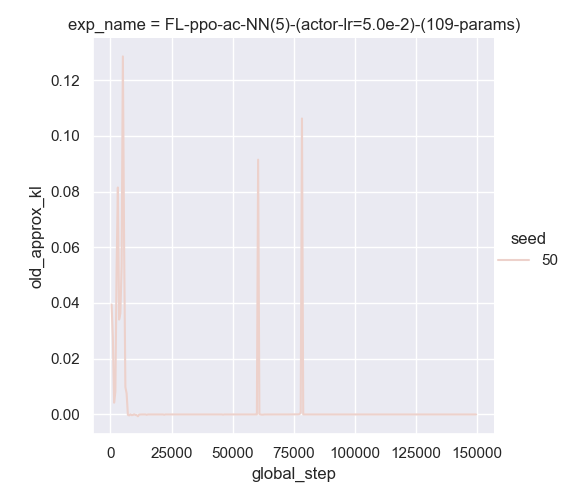 exp_name = FL-ppo-ac-NN(5)-(actor-lr=5.0e-2)-(109-params)
0.12
0.10
0.08
0.06
0.04
0.02
0.00
old_approx_kl
0 25000 50000 75000 100000 125000 150000
global_step
seed
50